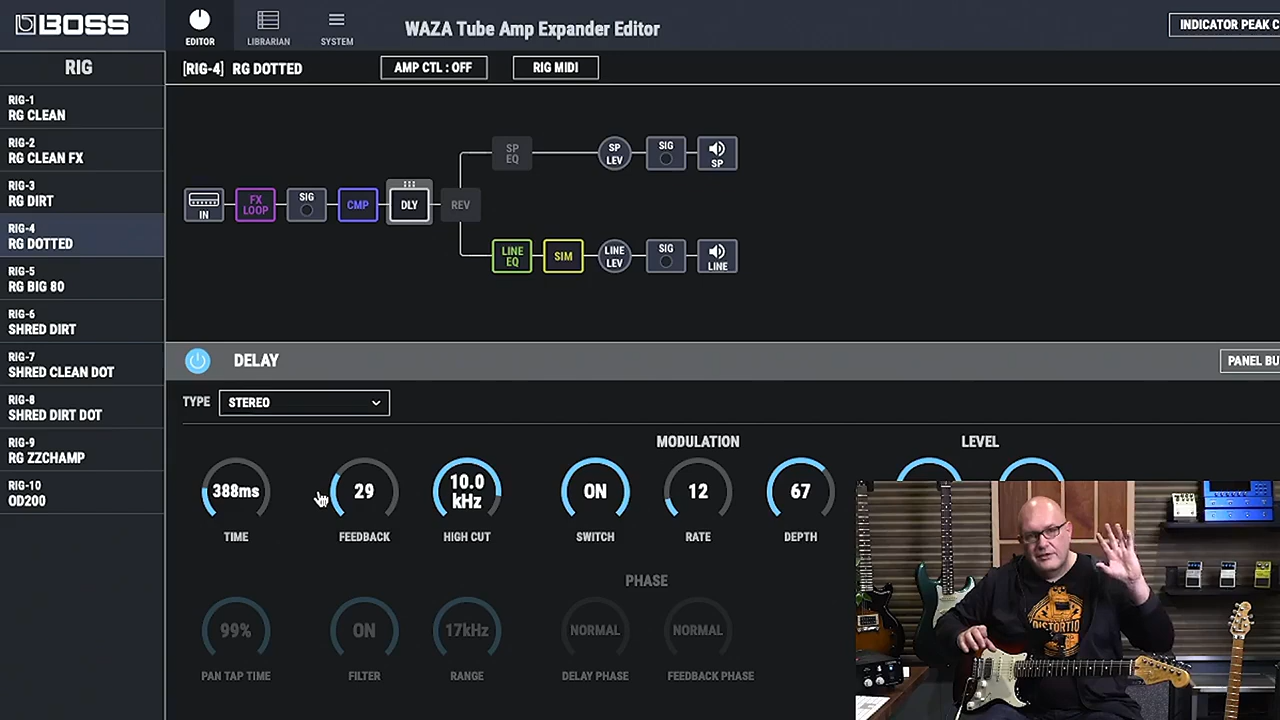 BOSS
EDITOR
LIBRARIAN
SYSTEM
WAZA Tube Amp Expander Editor
INDICATOR PEAK C
RIG
[RIG-4] RG DOTTED
AMP CTL : OFF
RIG MIDI
RIG-1
RG CLEAN
RIG-2
RG CLEAN FX
RIG-3
RG DIRT
RIG-4
RG DOTTED
RIG-5
RG BIG 80
RIG-6
SHRED DIRT
RIG-7
SHRED CLEAN DOT
RIG-8
SHRED DIRT DOT
RIG-9
RG ZZCHAMP
RIG-10
OD200
SP
EQ
SP
LEV
SIG
SP
IN
FX
LOOP
SIG
CMP
DLY
REV
LINE
EQ
SIM
LINE
LEV
SIG
LINE
DELAY
PANEL BU
TYPE
STEREO
MODULATION
LEVEL
388ms
29
10.0
kHz
ON
12
67
TIME
FEEDBACK
HIGH CUT
SWITCH
RATE
DEPTH
PHASE
99%
ON
17kHz
NORMAL
NORMAL
PAN TAP TIME
FILTER
RANGE
DELAY PHASE
FEEDBACK PHASE
DISTORTIO